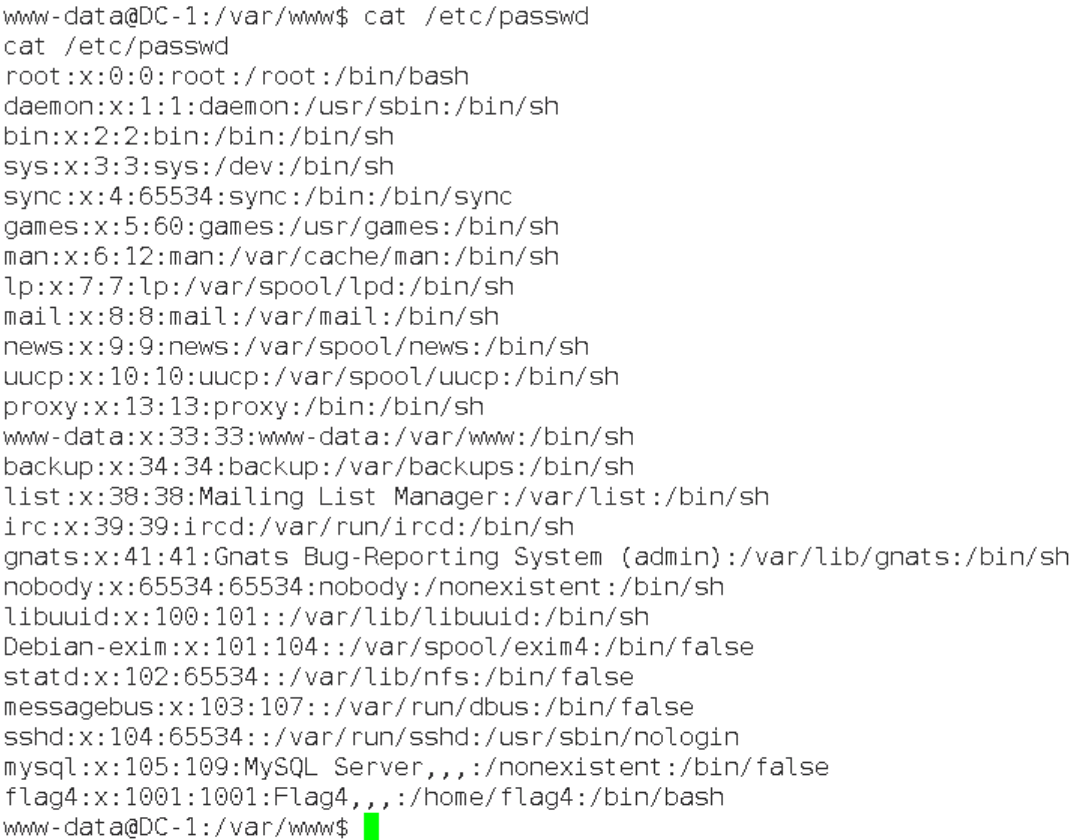 www-data@DC-1:/var/www$ cat /etc/passwd
cat /etc/passwd
root:x:0:0:root:/root:/bin/bash
daemon:x:1:1:daemon:/usr/sbin:/bin/sh
bin:x:2:2:bin:/bin:/bin/sh
sys:x:3:3:sys:/dev:/bin/sh
sync:x:4:65534:sync:/bin:/bin/sync
games:x:5:60:games:/usr/games:/bin/sh
man:x:6:12:man:/var/cache/man:/bin/sh
lp:x:7:7:lp:/var/spool/lpd:/bin/sh
mail:x:8:8:mail:/var/mail:/bin/sh
news:x:9:9:news:/var/spool/news:/bin/sh
uucp:x:10:10:uucp:/var/spool/uucp:/bin/sh
proxy:x:13:13:proxy:/bin:/bin/sh
www-data:x:33:33:www-data:/var/www:/bin/sh
backup:x:34:34:backup:/var/backups:/bin/sh
list:x:38:38:Mailing List Manager:/var/list:/bin/sh
irc:x:39:39:ircd:/var/run/ircd:/bin/sh
gnats:x:41:41:Gnats Bug-Reporting System (admin):/var/lib/gnats:/bin/sh
nobody:x:65534:65534:nobody:/nonexistent:/bin/sh
libuuid:x:100:101::/var/lib/libuuid:/bin/sh
Debian-exim:x:101:104::/var/spool/exim4:/bin/false
statd:x:102:65534::/var/lib/nfs:/bin/false
messagebus:x:103:107::/var/run/dbus:/bin/false
sshd:x:104:65534::/var/run/sshd:/usr/sbin/nologin
mysql:x:105:109:MySQL Server,,,:/nonexistent:/bin/false
flag4:x:1001:1001:Flag4,,,:/home/flag4:/bin/bash
www-data@DC-1:/var/www$